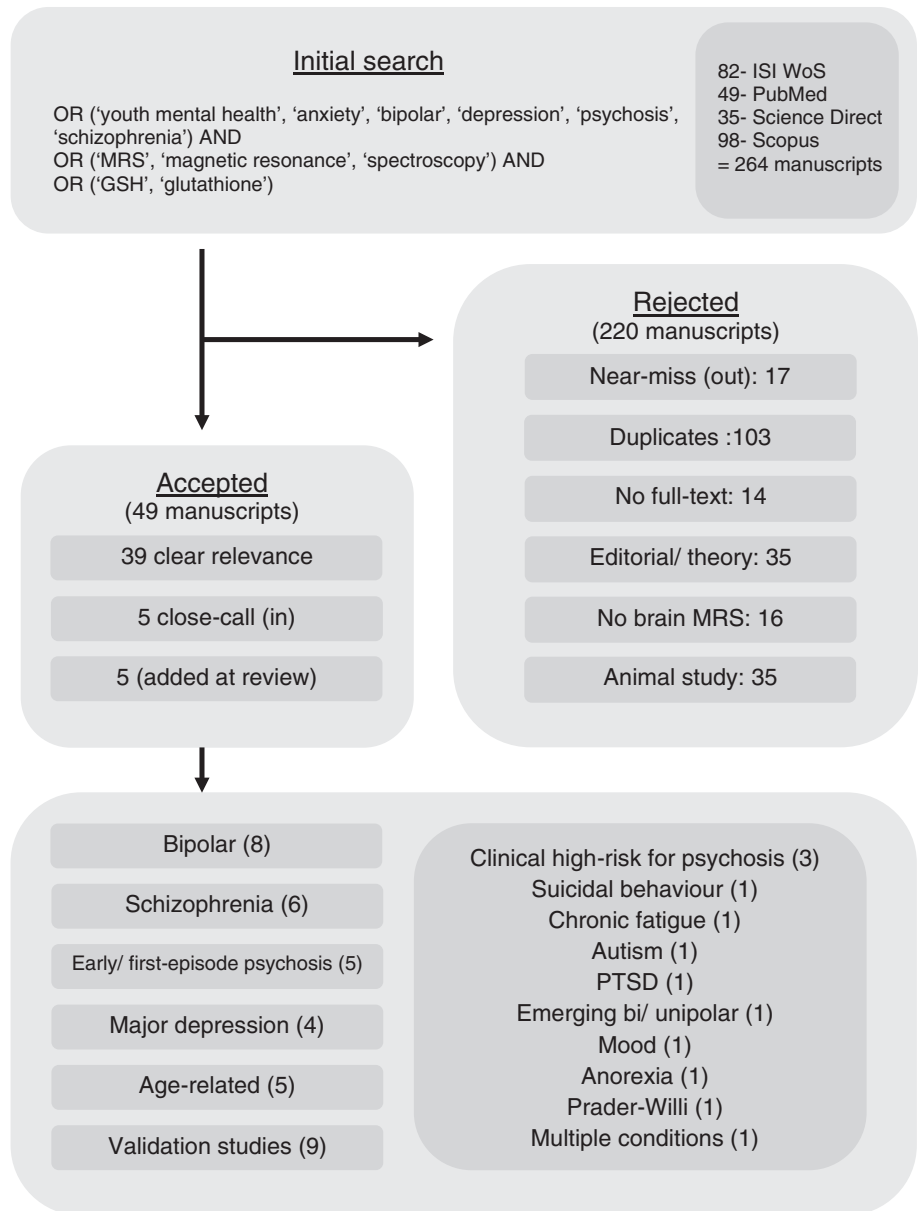 Initial search
OR (‘youth mental health’, ‘anxiety’, ‘bipolar’, ‘depression’, ‘psychosis’,
‘schizophrenia’) AND
OR (‘MRS’, ‘magnetic resonance’, ‘spectroscopy’) AND
OR (‘GSH’, ‘glutathione’)
82- ISI WoS
49- PubMed
35- Science Direct
98- Scopus
= 264 manuscripts
Rejected
(220 manuscripts)
Near-miss (out): 17
Duplicates :103
No full-text: 14
Editorial/ theory: 35
No brain MRS: 16
Animal study: 35
Accepted
(49 manuscripts)
39 clear relevance
5 close-call (in)
5 (added at review)
Bipolar (8)
Schizophrenia (6)
Early/ first-episode psychosis (5)
Major depression (4)
Age-related (5)
Validation studies (9)
Clinical high-risk for psychosis (3)
Suicidal behaviour (1)
Chronic fatigue (1)
Autism (1)
PTSD (1)
Emerging bi/ unipolar (1)
Mood (1)
Anorexia (1)
Prader-Willi (1)
Multiple conditions (1)